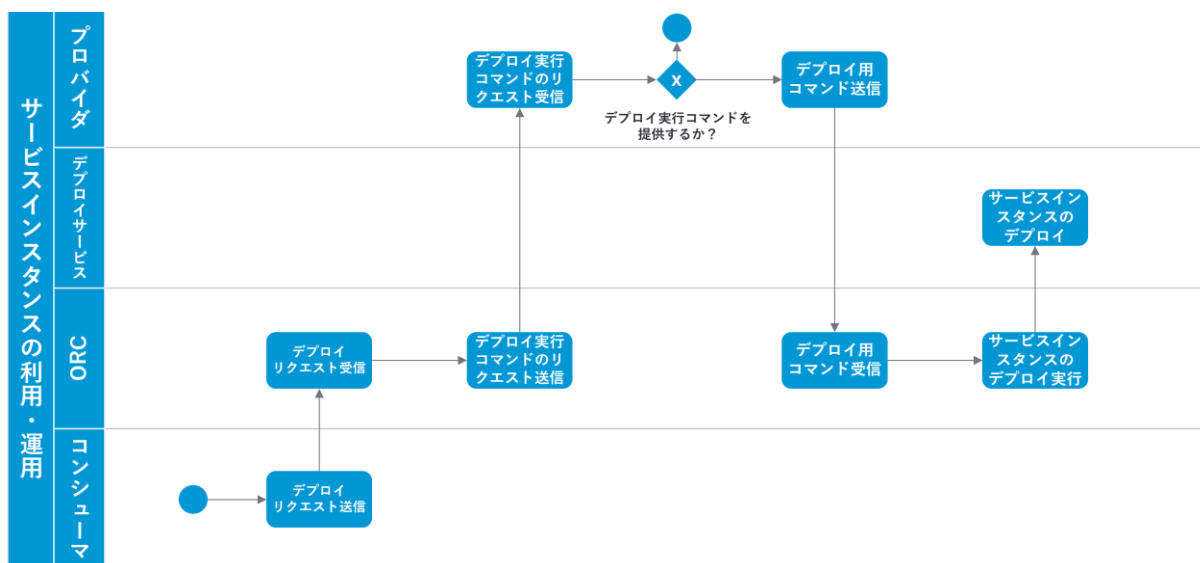 サービスインスタンスの利用・運用
プロバイダ
デプロイ実行
コマンドのリ
クエスト受信
X
デプロイ実行コマンドを
提供するか？
デプロイ用
コマンド送信
デプロイサービス
サービスイン
スタンスの
デプロイ
ORC
デプロイ
リクエスト受信
デプロイ実行
コマンドのリ
クエスト送信
デプロイ用
コマンド受信
サービスイン
スタンスの
デプロイ実行
コンシューマ
デプロイ
リクエスト送信